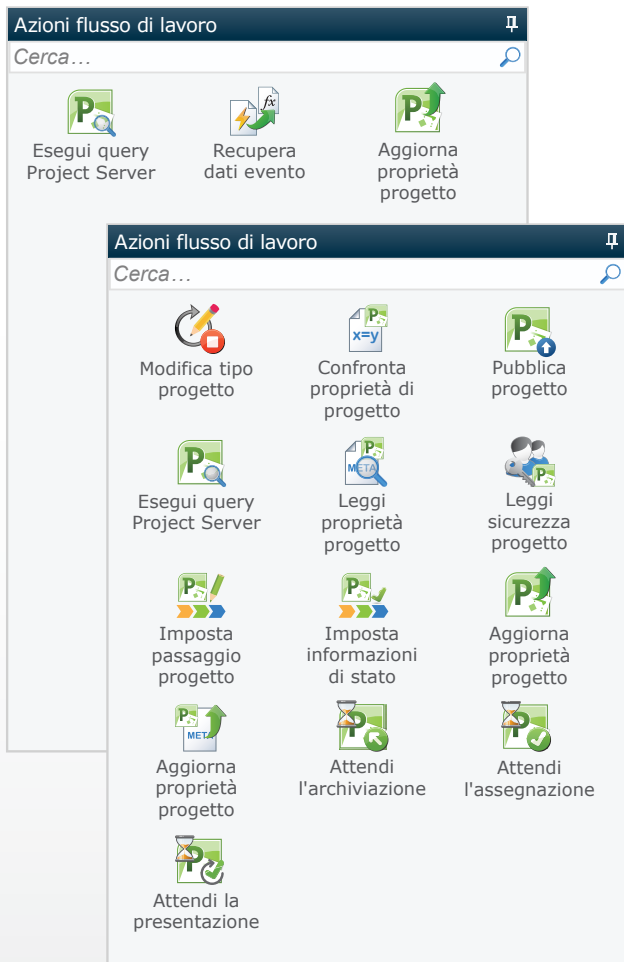 Azioni flusso di lavoro
Cerca...
Esegui query
Project Server
Recupera
dati evento
Aggiorna
proprietà
progetto
Azioni flusso di lavoro
Cerca...
Modifica tipo
progetto
x=y
Confronta
proprietà di
progetto
Pubblica
progetto
Esegui query
Project Server
META
Leggi
proprietà
progetto
Leggi
sicurezza
progetto
Imposta
passaggio
progetto
Imposta
informazioni
di stato
Aggiorna
proprietà
progetto
META
Aggiorna
proprietà
progetto
Attendi
l'archiviazione
Attendi
l'assegnazione
Attendi la
presentazione